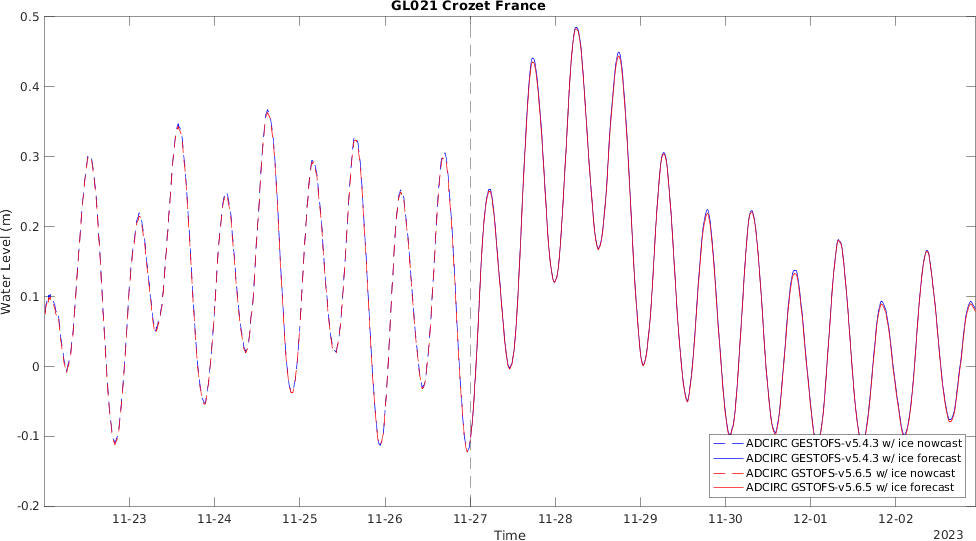 GL021 Crozet France
0.5
0.4
0.3
0.2
0.1
0
-0.1
-0.2
Water Level (m)
ADCIRC GESTOFS-v5.4.3 w/ ice nowcast
ADCIRC GESTOFS-v5.4.3 w/ ice forecast
ADCIRC GSTOFS-v5.6.5 w/ ice nowcast
ADCIRC GSTOFS-v5.6.5 w/ ice forecast
11-23 11-24 11-25 11-26 11-27 11-28 11-29 11-30 12-01 12-02
Time
2023